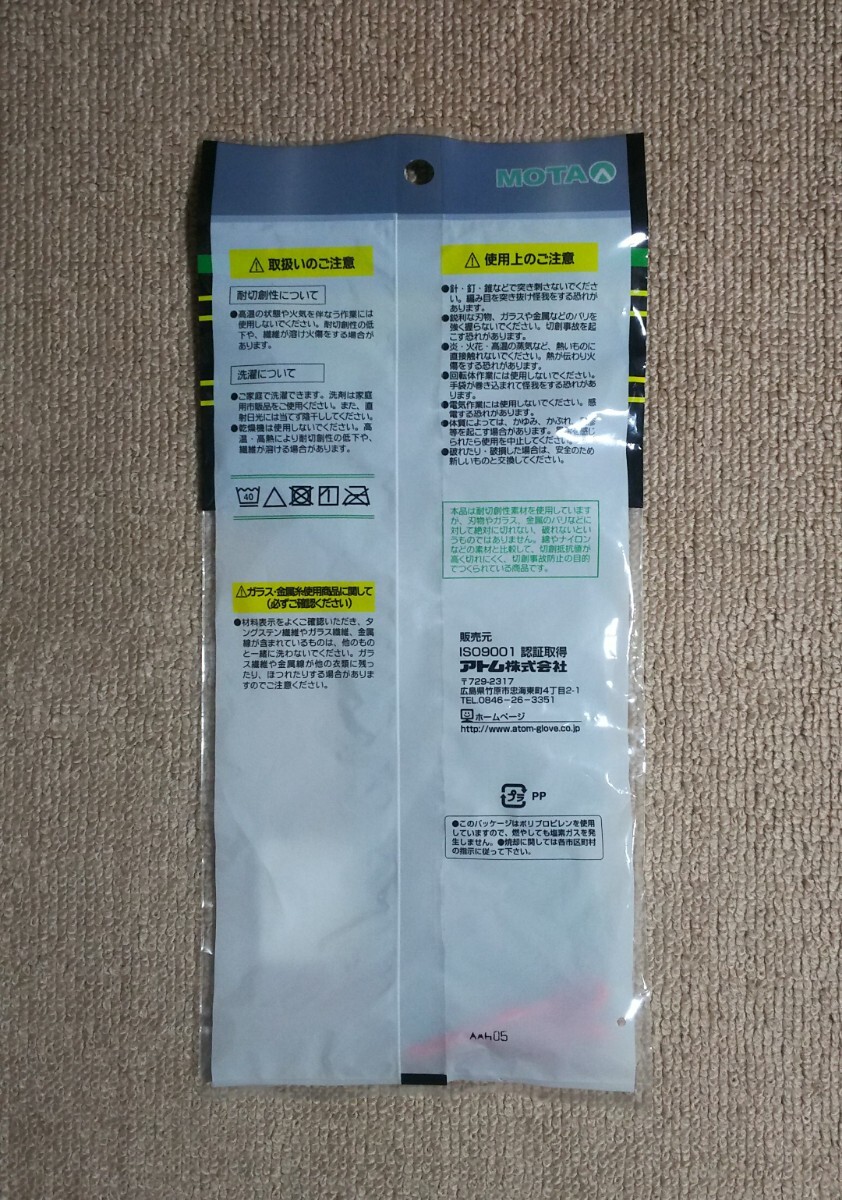 MOTA
取扱いのご注意
耐切創性について
●高温の状態や火気を伴なう作業には
使用しないでください。耐切創性の低
下や、繊維が溶け火傷をする場合が
あります。
洗濯について
●ご家庭で洗濯できます。洗剤は家庭
用市販品をご使用ください。また、直
射日光には当てず陰干ししてください。
●乾燥機は使用しないでください。高
温・高熱により耐切創性の低下や、
繊維が溶ける場合があります。
40
ガラス・金属糸使用商品に関して
(必ずご確認ください)
●材料表示をよくご確認いただき、タ
ングステン繊維やガラス繊維、金属
線が含まれているものは、他のもの
と一緒に洗わないでください。ガラ
ス繊維や金属線が他の衣類に残っ
たり、ほつれたりする場合がありま
すのでご注意ください。
使用上のご注意
●針・釘・錐などで突き刺さないでくださ
い。編み目を突き抜け怪我をする恐れが
あります。
●鋭利な刃物、ガラスや金属などのバリを
強く握らないでください。切創事故を起
こす恐れがあります。
●炎・火花・高温の蒸気など、熱いものに
直接触れないでください。熱が伝わり火
傷をする恐れがあります。
●回転体作業には使用しないでください。
手袋が巻き込まれて怪我をする恐れがあ
ります。
●電気作業には使用しないでください。感
電する恐れがあります。
●体質によっては、かゆみ、かぶれ、
等を起こす場合があります。
られたら使用を中止してください。
●破れたり・破損した場合は、安全のため
新しいものと交換してください。
本品は耐切創性素材を使用しています
が、刃物やガラス、金属のバリなどに
対して絶対に切れない、破れないとい
うものではありません。綿やナイロン
などの素材と比較して、切創抵抗値が
高く切れにくく、切創事故防止の目的
でつくられている商品です。
販売元
ISO9001 認証取得
アトム株式会社
〒729-2317
広島県竹原市忠海東町4丁目2-1
TEL.0846-26-3351
ホームページ
http://www.atom-glove.co.jp
プラ PP
●このパッケージはポリプロピレンを使用
していますので、燃やしても塩素ガスを発
生しません。●焼却に関しては各市区町村
の指示に従って下さい。
05